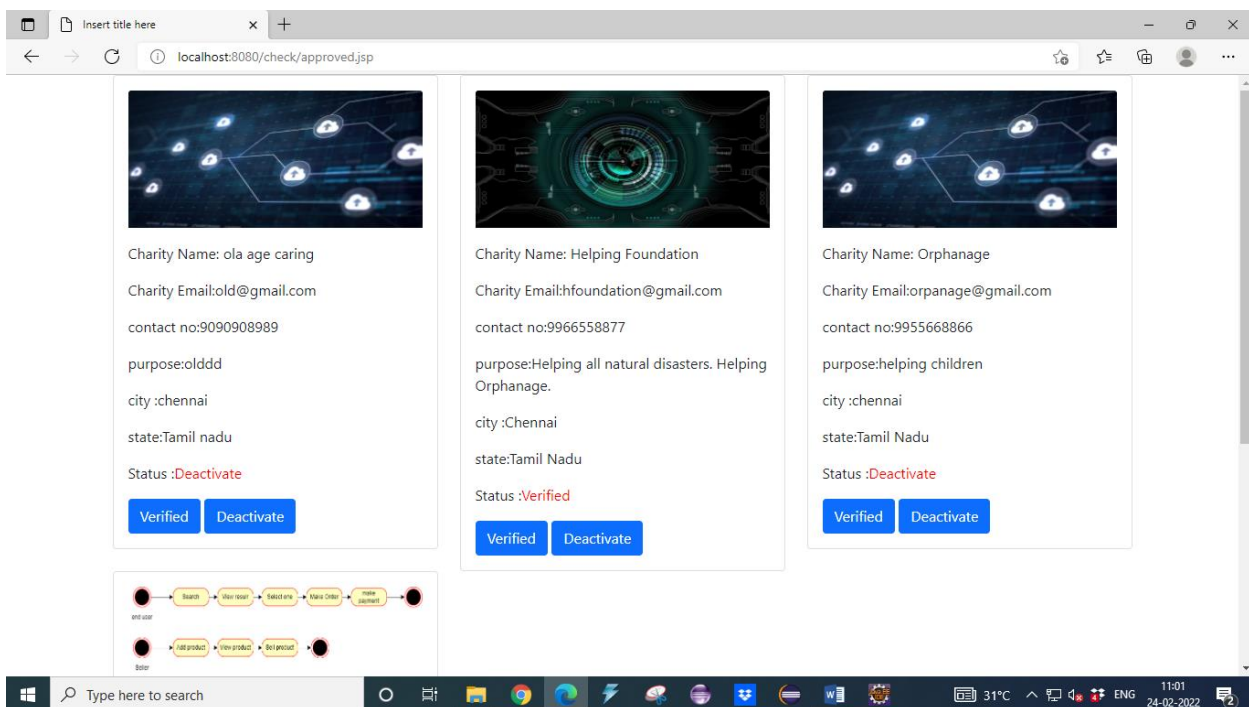 Insert title here
localhost:8080/check/approved.jsp
Charity Name: ola age caring
Charity Email:old@gmail.com
contact no:9090908989
purpose:olddd
city :chennai
state:Tamil nadu
Status :Deactivate
Verified Deactivate
Charity Name: Helping Foundation
Charity Email:hfoundation@gmail.com
contact no:9966558877
purpose:Helping all natural disasters. Helping
Orphanage.
city :Chennai
state:Tamil Nadu
Status :Verified
Verified Deactivate
Charity Name: Orphanage
Charity Email:orpanage@gmail.com
contact no:9955668866
purpose:helping children
city :chennai
state:Tamil Nadu
Status :Deactivate
Verified Deactivate
Search View result Select one Make Order make
payment
end user
Add product View product Sell product
Type here to search
31°C ENG
11:01
24-02-2022
2